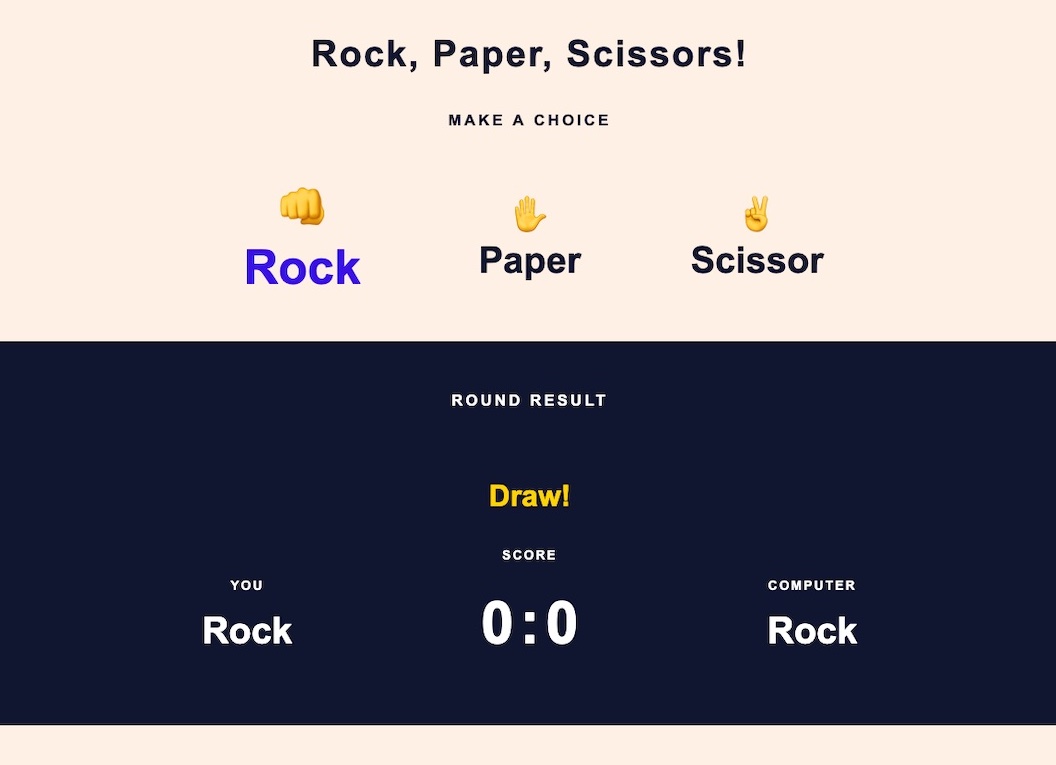 Rock, Paper, Scissors!
MAKE A CHOICE
Rock
Paper
Scissor
ROUND RESULT
Draw!
SCORE
YOU
COMPUTER
Rock
0:0
Rock